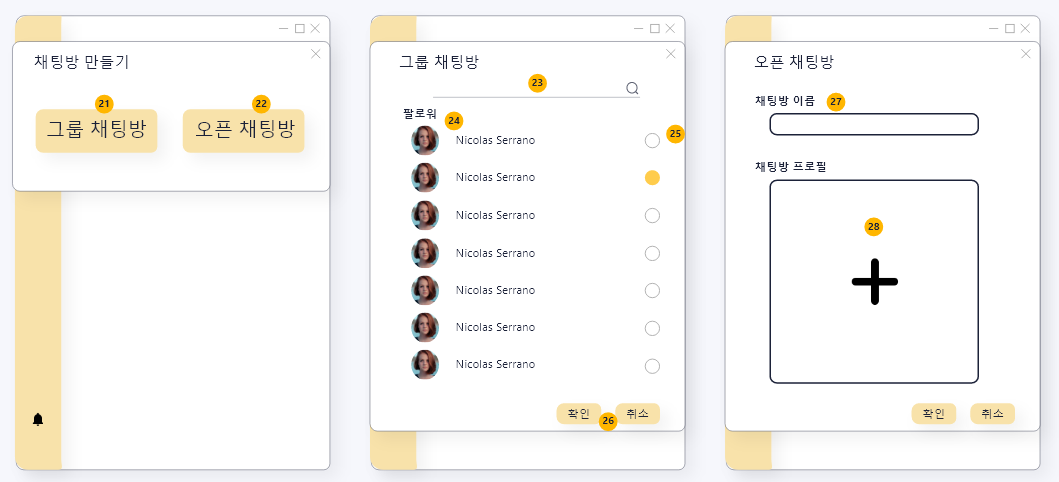 채팅방 만들기
21
22
그룹 채팅방
오픈 채팅방
그룹 채팅방
23
팔로워
24
Nicolas Serrano
25
Nicolas Serrano
Nicolas Serrano
Nicolas Serrano
Nicolas Serrano
Nicolas Serrano
Nicolas Serrano
확인
26
취소
오픈 채팅방
채팅방 이름
27
채팅방 프로필
28
확인
취소